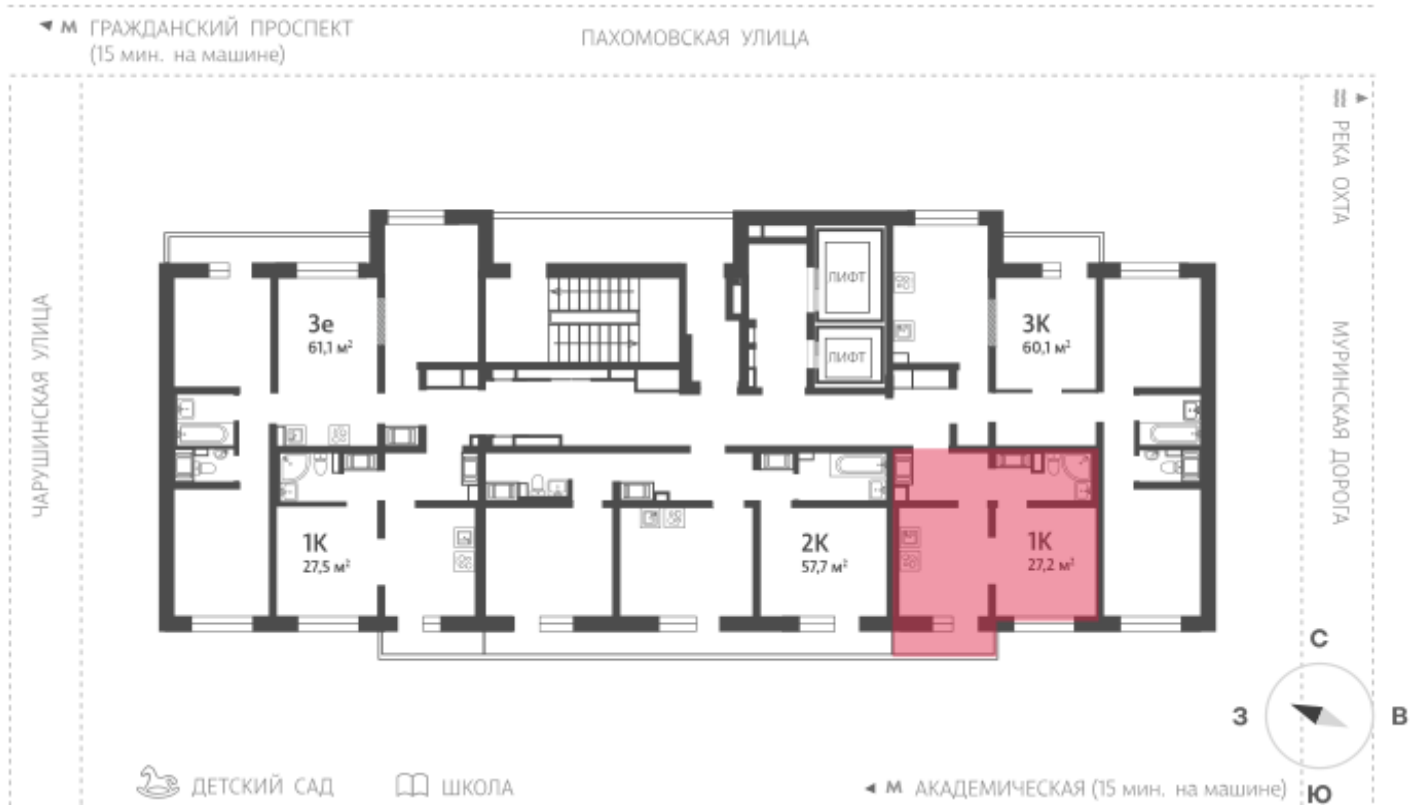 М ГРАЖДАНСКИЙ ПРОСПЕКТ
(15 мин. на машине)
ПАХОМОВСКАЯ УЛИЦА
ЧАРУШИНСКАЯ УЛИЦА
РЕКА ОХТА
МУРИНСКАЯ ДОРОГА
ЛИФТ
ЛИФТ
3е
61,1 м²
3К
60,1 м²
1К
27,5 м²
2К
57,7 м²
1К
27,2 м²
С
З
В
Ю
ДЕТСКИЙ САД
ШКОЛА
М АКАДЕМИЧЕСКАЯ (15 мин. на машине)